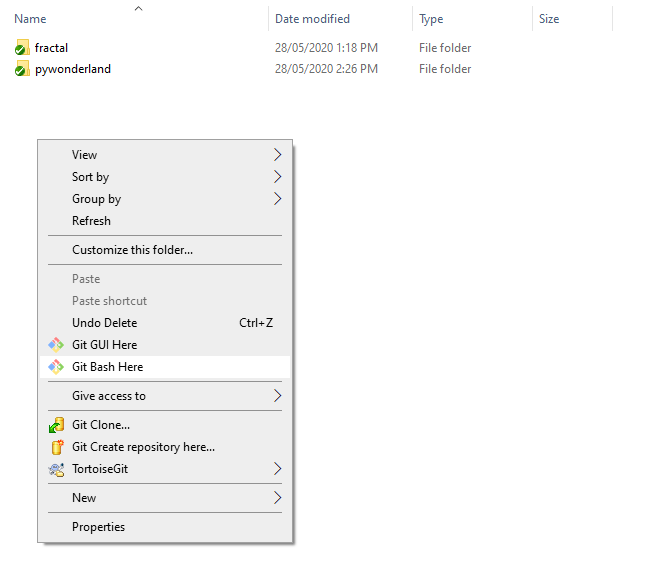 Name Date modified Type Size
fractal 28/05/2020 1:18 PM File folder
pywonderland 28/05/2020 2:26 PM File folder
View
Sort by
Group by
Refresh
Customize this folder...
Paste
Paste shortcut
Undo Delete Ctrl+Z
Git GUI Here
Git Bash Here
Give access to
Git Clone...
Git Create repository here...
TortoiseGit
New
Properties